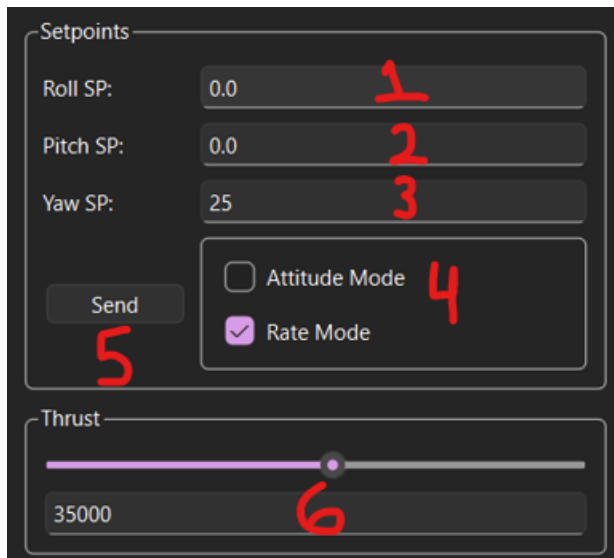 Setpoints
Roll SP: 0.0 1
Pitch SP: 0.0 2
Yaw SP: 25 3
Attitude Mode 4
Send
Rate Mode
5
Thrust
35000 6